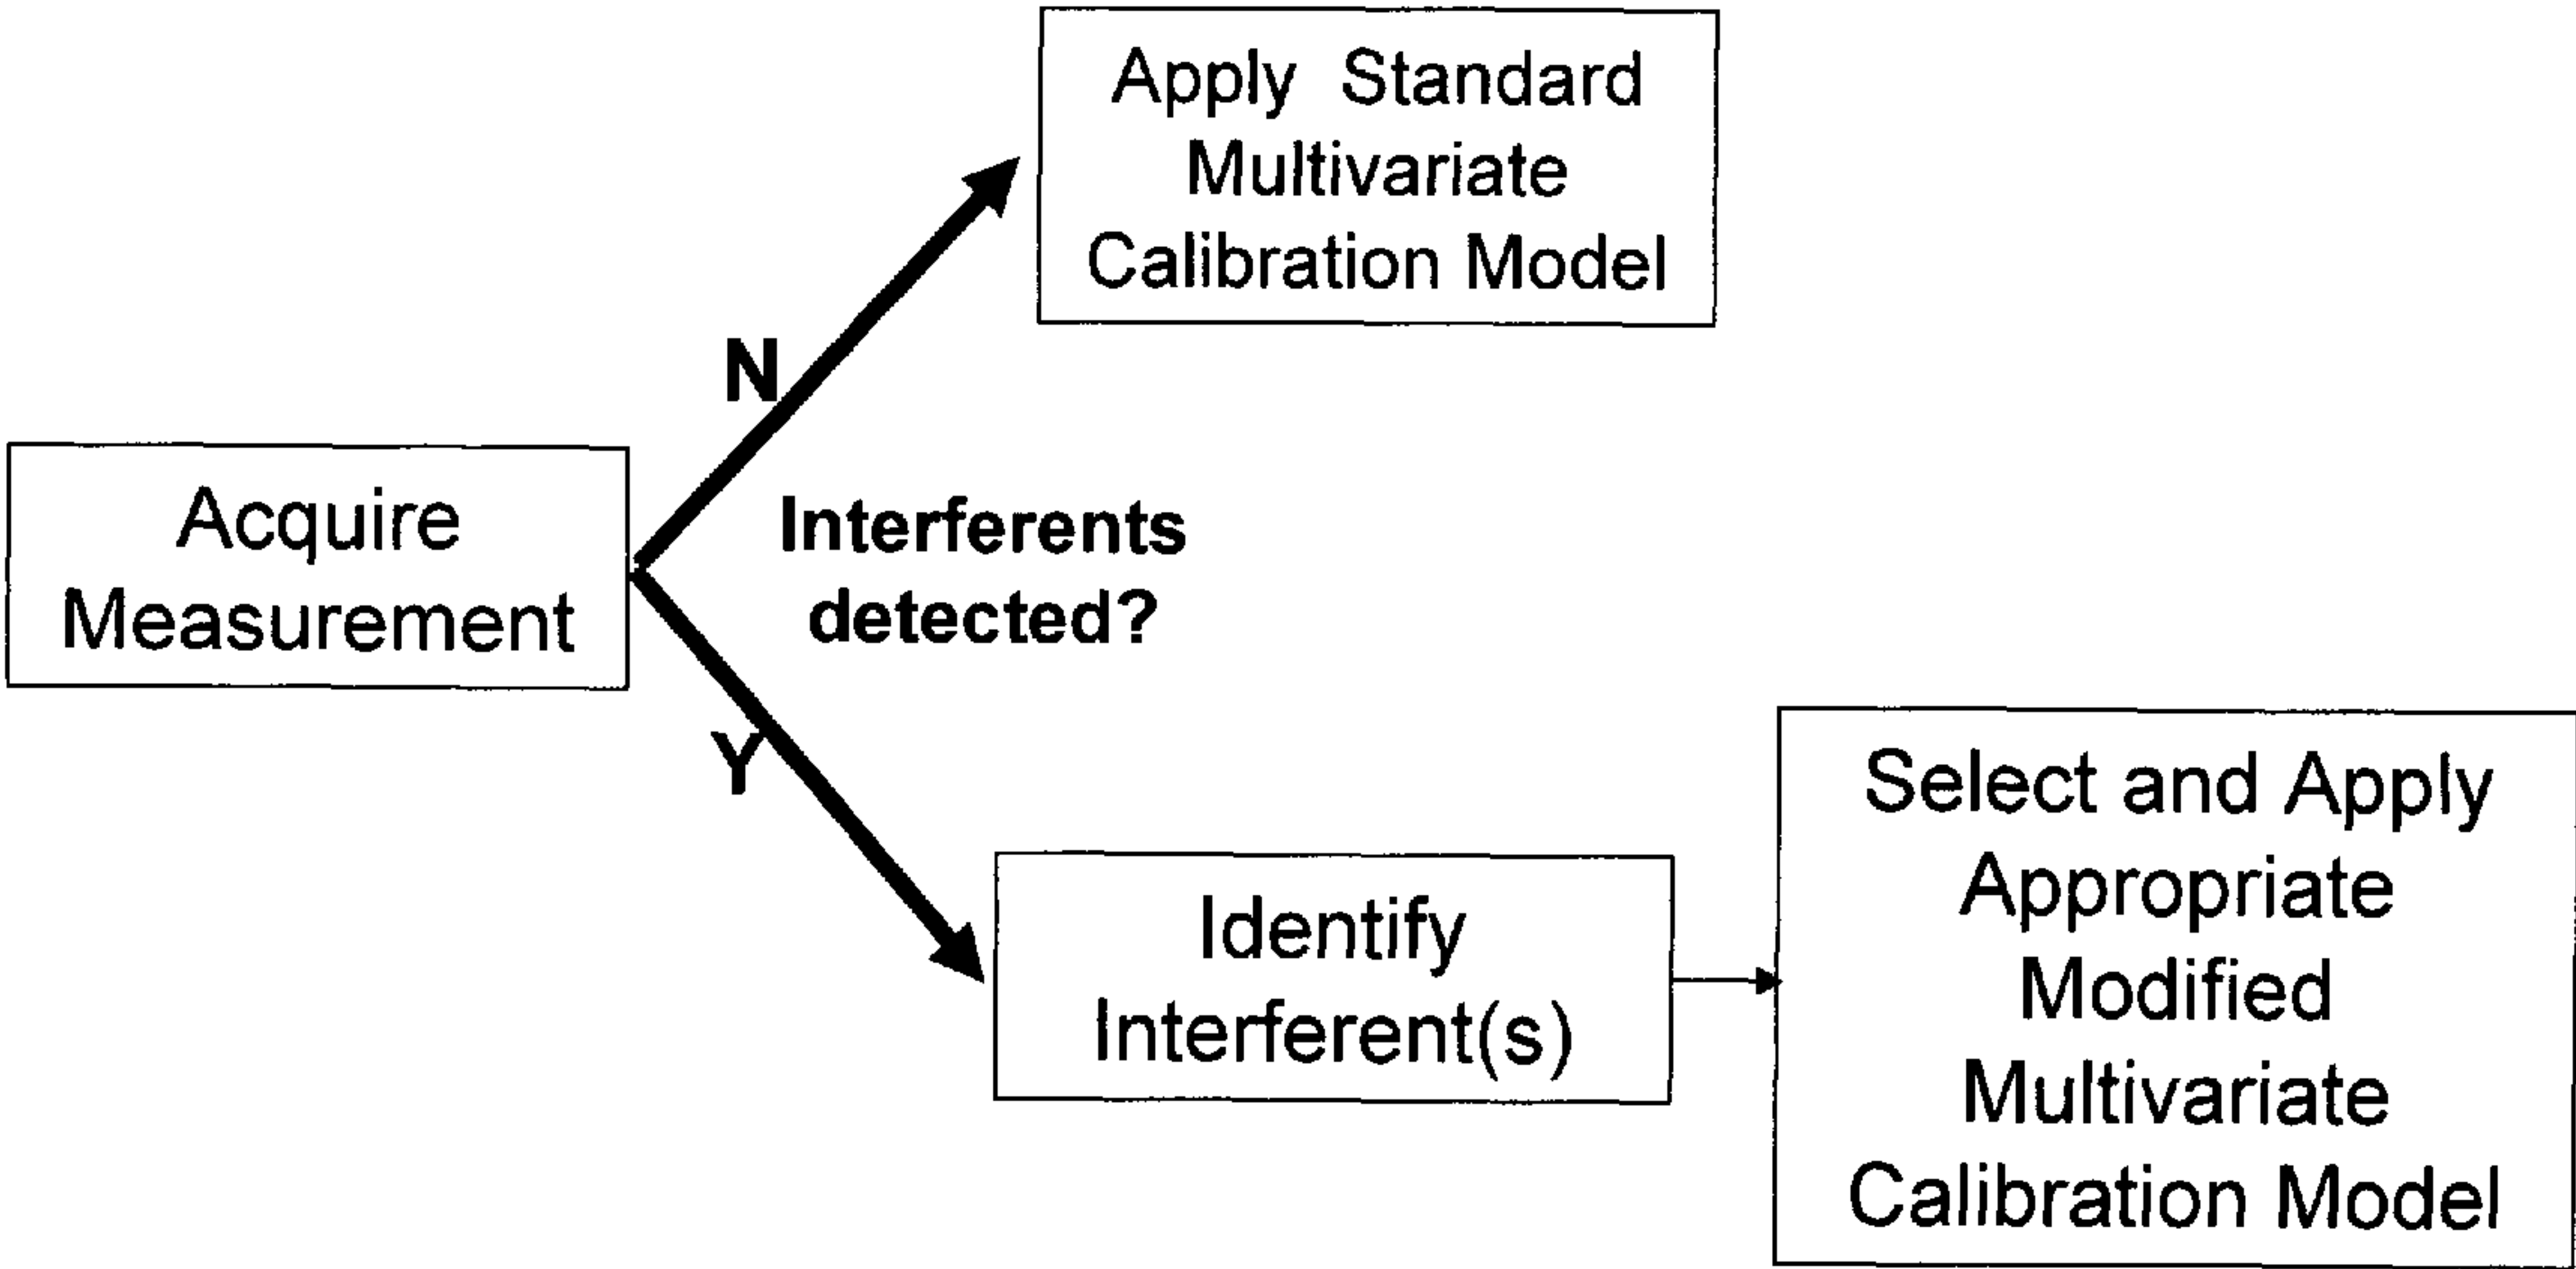 Apply Standard
Multivariate
Calibration Model
N
Acquire
Measurement
Interferents
detected?
Y
Identify
Interferent(s)
Select and Apply
Appropriate
Modified
Multivariate
Calibration Model